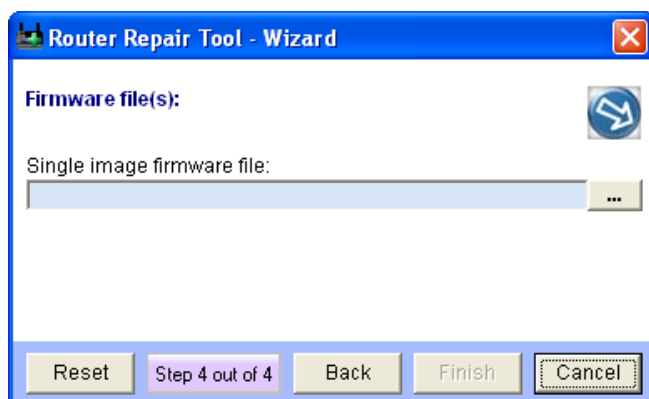 Router Repair Tool - Wizard
Firmware file(s):
Single image firmware file:
...
Reset Step 4 out of 4 Back Finish Cancel